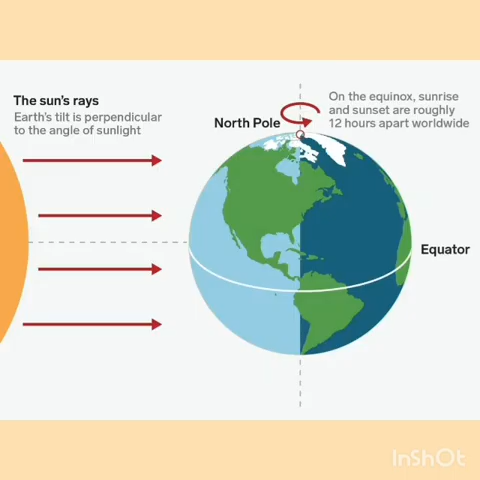 The sun's rays
Earth's tilt is perpendicular
to the angle of sunlight
On the equinox, sunrise
and sunset are roughly
12 hours apart worldwide
North Pole
Equator
InShOt